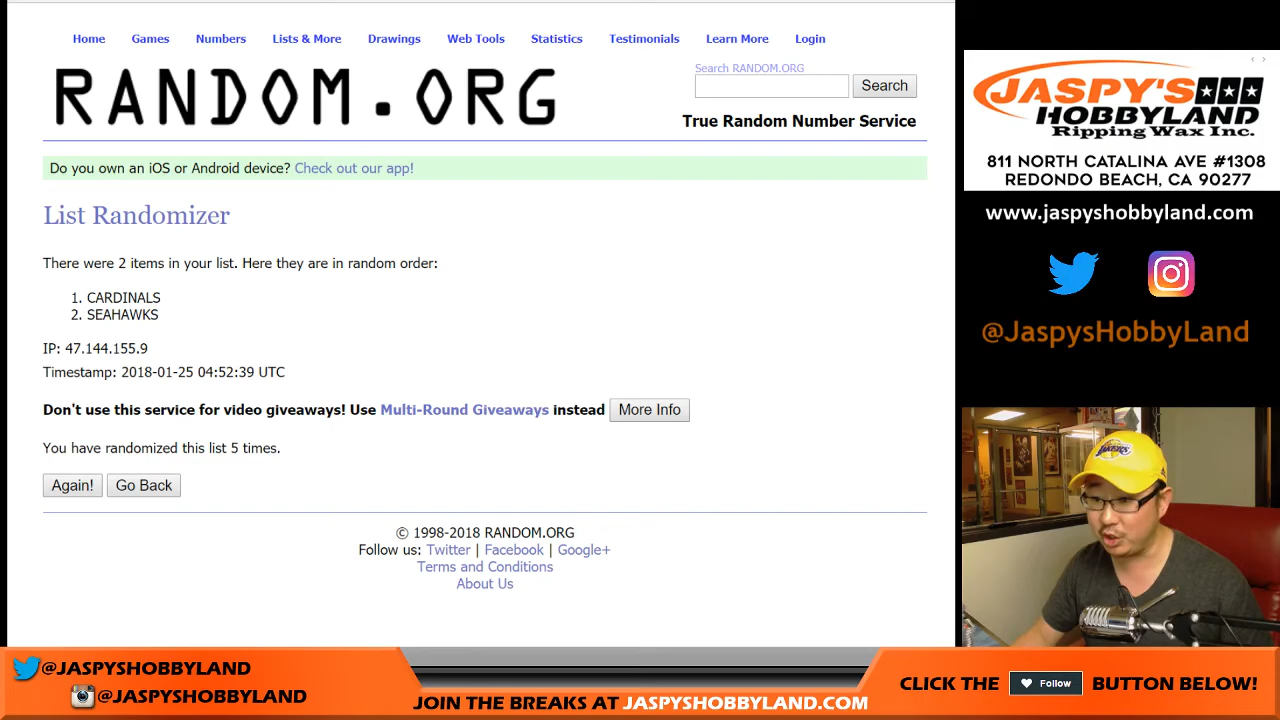 Home Games Numbers Lists & More Drawings Web Tools Statistics Testimonials Learn More Login
RANDOM.ORG
Search RANDOM.ORG
Search
True Random Number Service
Do you own an iOS or Android device? Check out our app!
List Randomizer
There were 2 items in your list. Here they are in random order:
1. CARDINALS
2. SEAHAWKS
IP: 47.144.155.9
Timestamp: 2018-01-25 04:52:39 UTC
Don't use this service for video giveaways! Use Multi-Round Giveaways instead More Info
You have randomized this list 5 times.
Again! Go Back
© 1998-2018 RANDOM.ORG
Follow us: Twitter | Facebook | Google+
Terms and Conditions
About Us
JASPY'S
HOBBYLAND
Ripping Wax Inc.
811 NORTH CATALINA AVE #1308
REDONDO BEACH, CA 90277
www.jaspyshobbyland.com
@JaspysHobbyLand
LAKERS
@JASPYSHOBBYLAND
@JASPYSHOBBYLAND
JOIN THE BREAKS AT JASPYSHOBBYLAND.COM
CLICK THE Follow BUTTON BELOW!